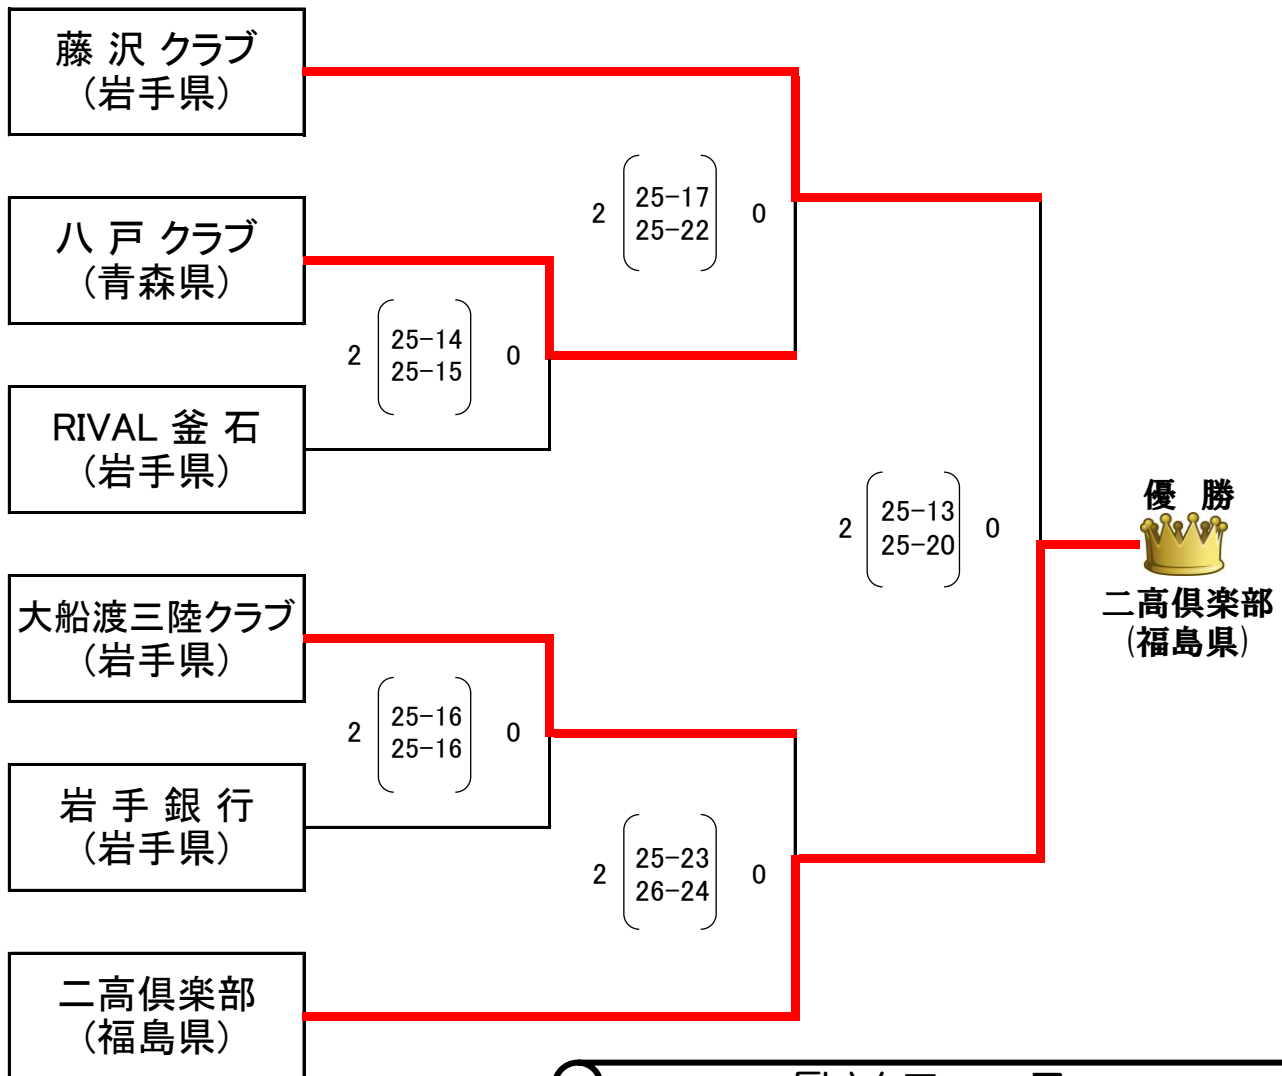 藤 沢 クラブ
(岩手県)
八 戸 クラブ
(青森県)
RIVAL 釜 石
(岩手県)
大船渡三陸クラブ
(岩手県)
岩 手 銀 行
(岩手県)
二高倶楽部
(福島県)
2 25-14 0
25-15
2 25-16 0
25-16
2 25-17 0
25-22
2 25-23 0
26-24
2 25-13 0
25-20
優 勝
二高倶楽部
(福島県)